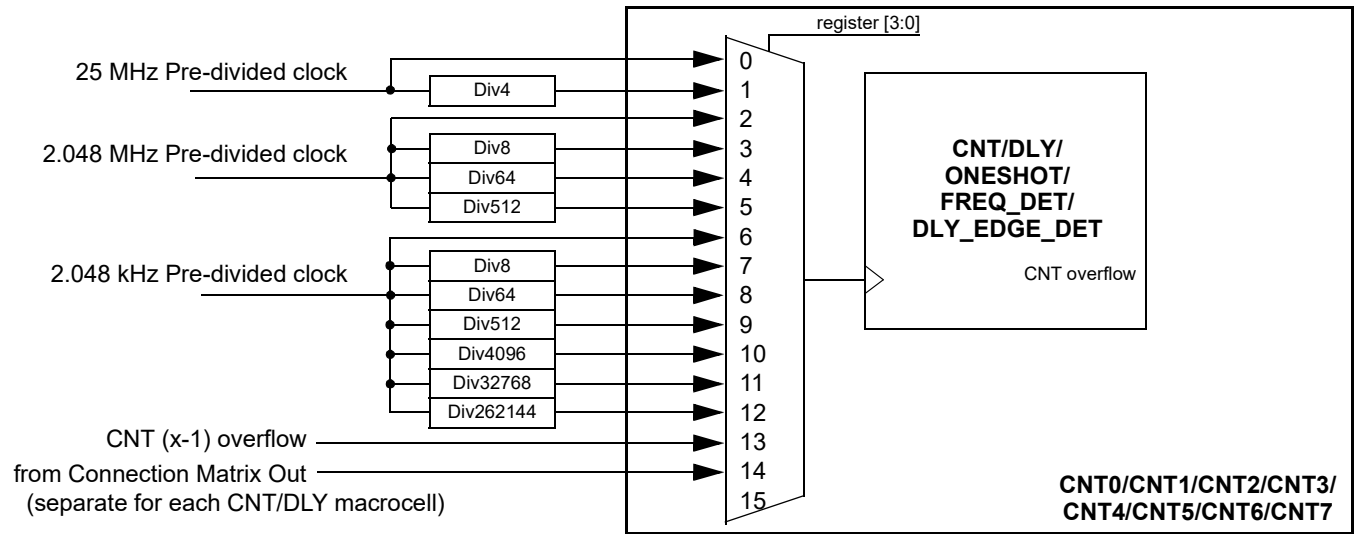 register [3:0]
25 MHz Pre-divided clock
Div4
2.048 MHz Pre-divided clock
Div8
Div64
Div512
2.048 kHz Pre-divided clock
Div8
Div64
Div512
Div4096
Div32768
Div262144
CNT (x-1) overflow
from Connection Matrix Out
(separate for each CNT/DLY macrocell)
0
1
2
3
4
5
6
7
8
9
10
11
12
13
14
15
CNT/DLY/
ONESHOT/
FREQ_DET/
DLY_EDGE_DET
CNT overflow
CNT0/CNT1/CNT2/CNT3/
CNT4/CNT5/CNT6/CNT7